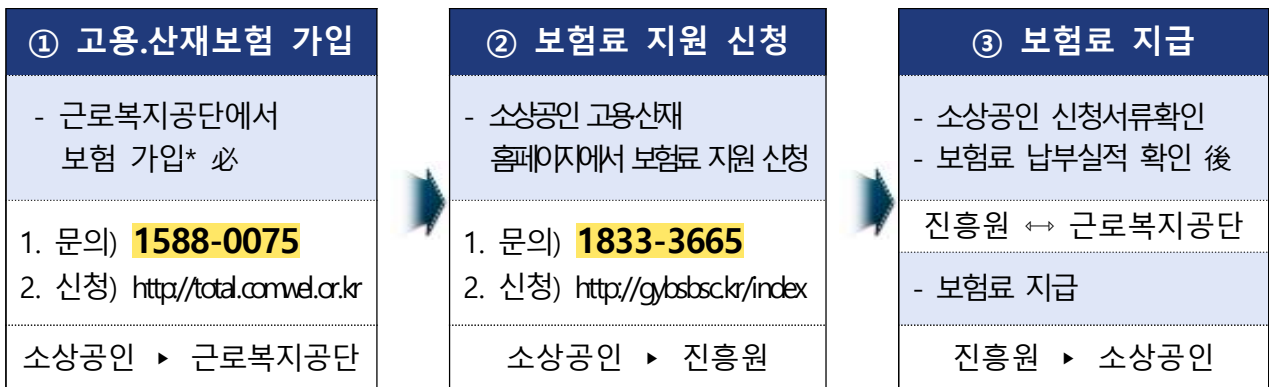 ① 고용.산재보험 가입
- 근로복지공단에서
보험 가입* 必
1. 문의) 1588-0075
2. 신청) http://total.comwel.or.kr
소상공인 ▸ 근로복지공단
② 보험료 지원 신청
- 소상공인 고용·산재
홈페이지에서 보험료 지원 신청
1. 문의) 1833-3665
2. 신청) http://gybsbsc.kr/index
소상공인 ▸ 진흥원
③ 보험료 지급
- 소상공인 신청서류확인
- 보험료 납부실적 확인 後
진흥원 ↔ 근로복지공단
- 보험료 지급
진흥원 ▸ 소상공인